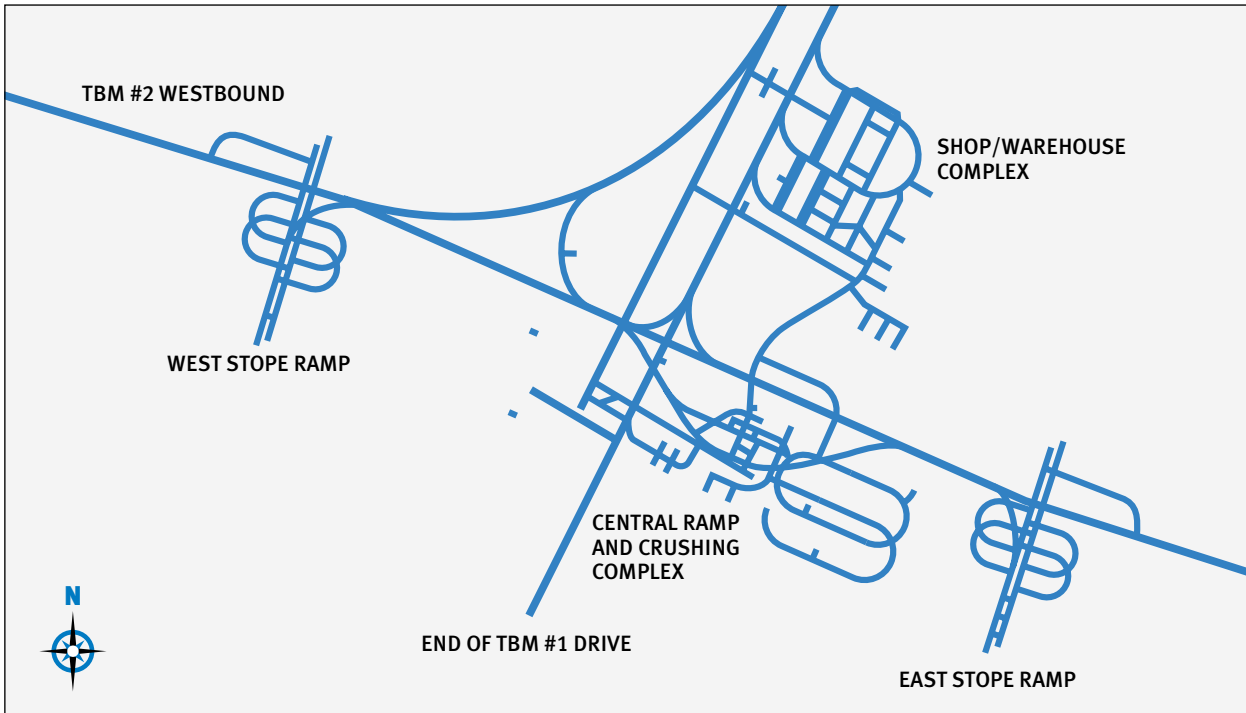 TBM #2 WESTBOUND
SHOP/WAREHOUSE
COMPLEX
WEST STOPE RAMP
CENTRAL RAMP
AND CRUSHING
COMPLEX
N
END OF TBM #1 DRIVE
EAST STOPE RAMP